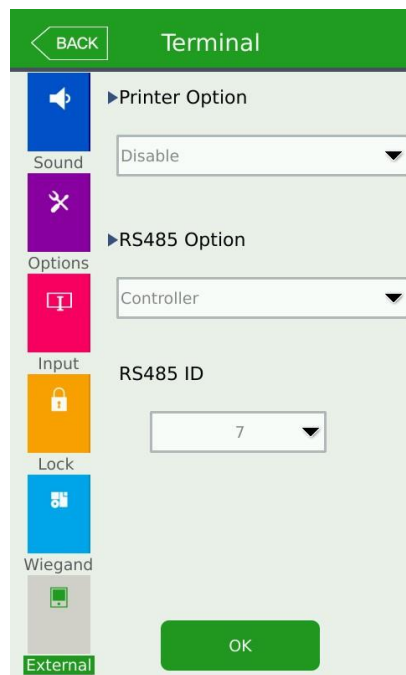 BACK
Terminal
Printer Option
Disable
Sound
RS485 Option
Options
Controller
Input
RS485 ID
7
Lock
Wiegand
OK
External